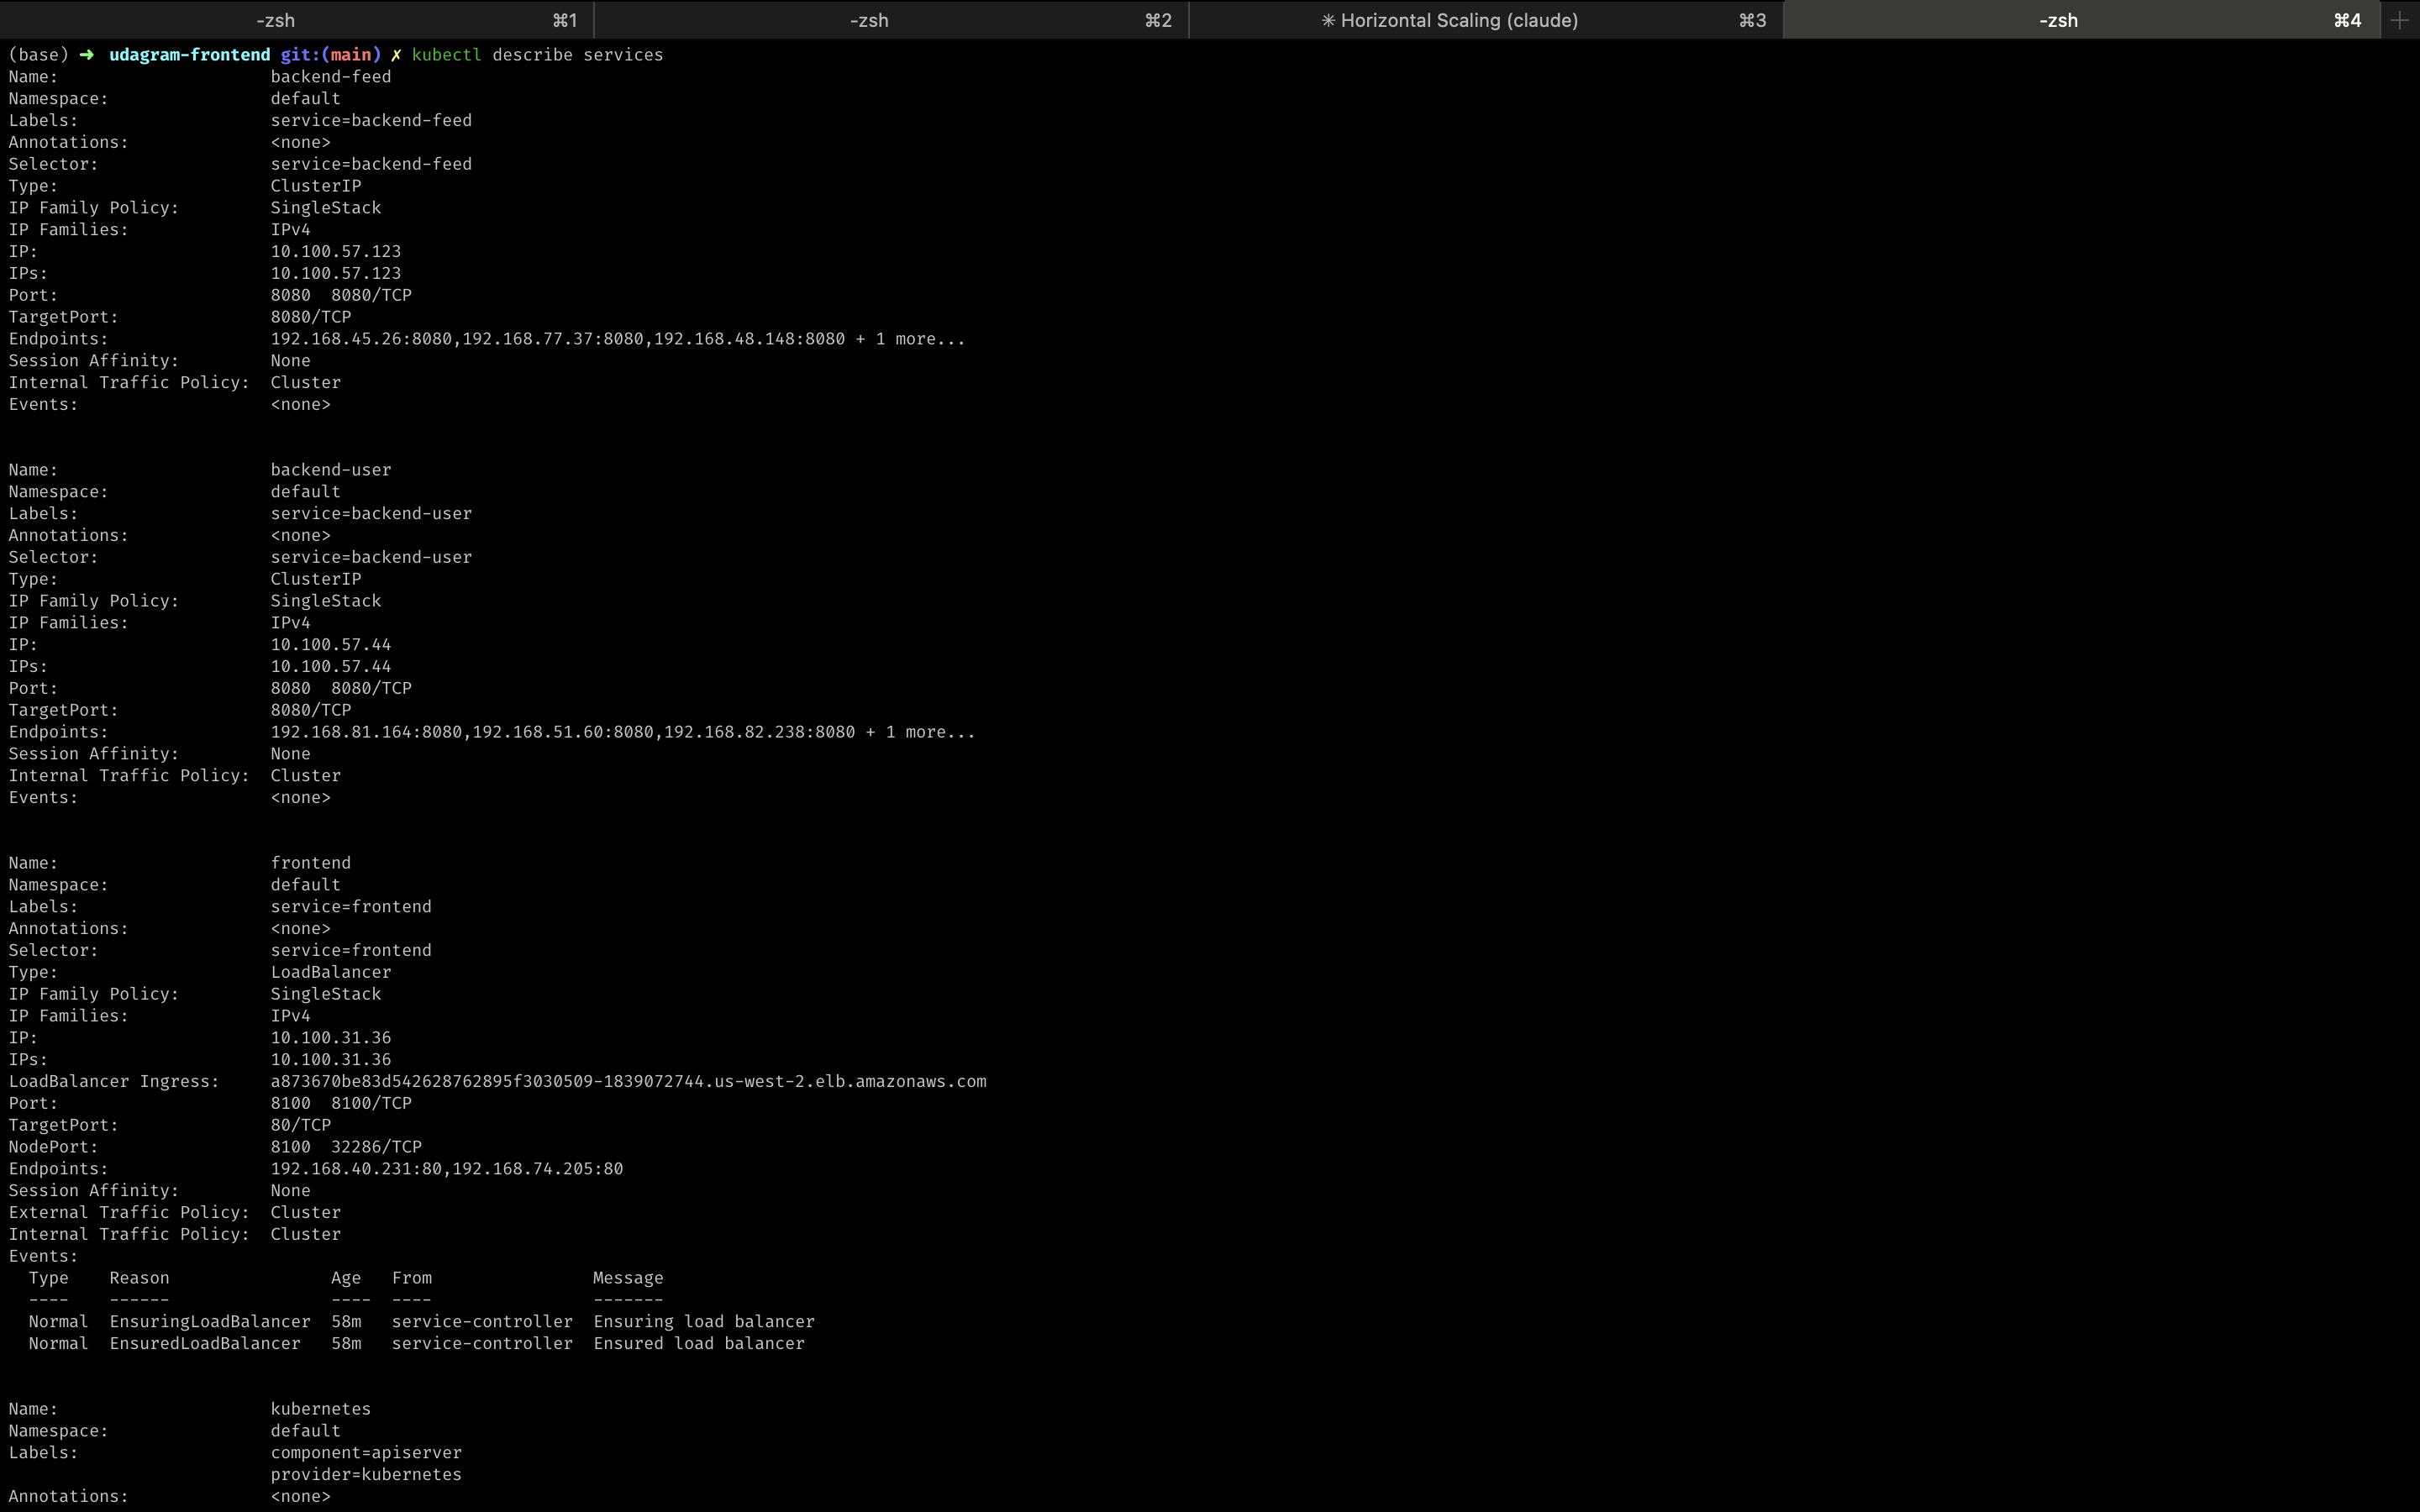 -zsh ⌘1 -zsh ⌘2 ✳ Horizontal Scaling (claude) ⌘3 -zsh ⌘4 +
(base) ➜ udagram-frontend git:(main) ✗ kubectl describe services
Name: backend-feed
Namespace: default
Labels: service=backend-feed
Annotations: <none>
Selector: service=backend-feed
Type: ClusterIP
IP Family Policy: SingleStack
IP Families: IPv4
IP: 10.100.57.123
IPs: 10.100.57.123
Port: 8080 8080/TCP
TargetPort: 8080/TCP
Endpoints: 192.168.45.26:8080,192.168.77.37:8080,192.168.48.148:8080 + 1 more...
Session Affinity: None
Internal Traffic Policy: Cluster
Events: <none>
Name: backend-user
Namespace: default
Labels: service=backend-user
Annotations: <none>
Selector: service=backend-user
Type: ClusterIP
IP Family Policy: SingleStack
IP Families: IPv4
IP: 10.100.57.44
IPs: 10.100.57.44
Port: 8080 8080/TCP
TargetPort: 8080/TCP
Endpoints: 192.168.81.164:8080,192.168.51.60:8080,192.168.82.238:8080 + 1 more...
Session Affinity: None
Internal Traffic Policy: Cluster
Events: <none>
Name: frontend
Namespace: default
Labels: service=frontend
Annotations: <none>
Selector: service=frontend
Type: LoadBalancer
IP Family Policy: SingleStack
IP Families: IPv4
IP: 10.100.31.36
IPs: 10.100.31.36
LoadBalancer Ingress: a873670be83d542628762895f3030509-1839072744.us-west-2.elb.amazonaws.com
Port: 8100 8100/TCP
TargetPort: 80/TCP
NodePort: 8100 32286/TCP
Endpoints: 192.168.40.231:80,192.168.74.205:80
Session Affinity: None
External Traffic Policy: Cluster
Internal Traffic Policy: Cluster
Events:
Type Reason Age From Message
---- ------ ---- ---- -------
Normal EnsuringLoadBalancer 58m service-controller Ensuring load balancer
Normal EnsuredLoadBalancer 58m service-controller Ensured load balancer
Name: kubernetes
Namespace: default
Labels: component=apiserver
provider=kubernetes
Annotations: <none>